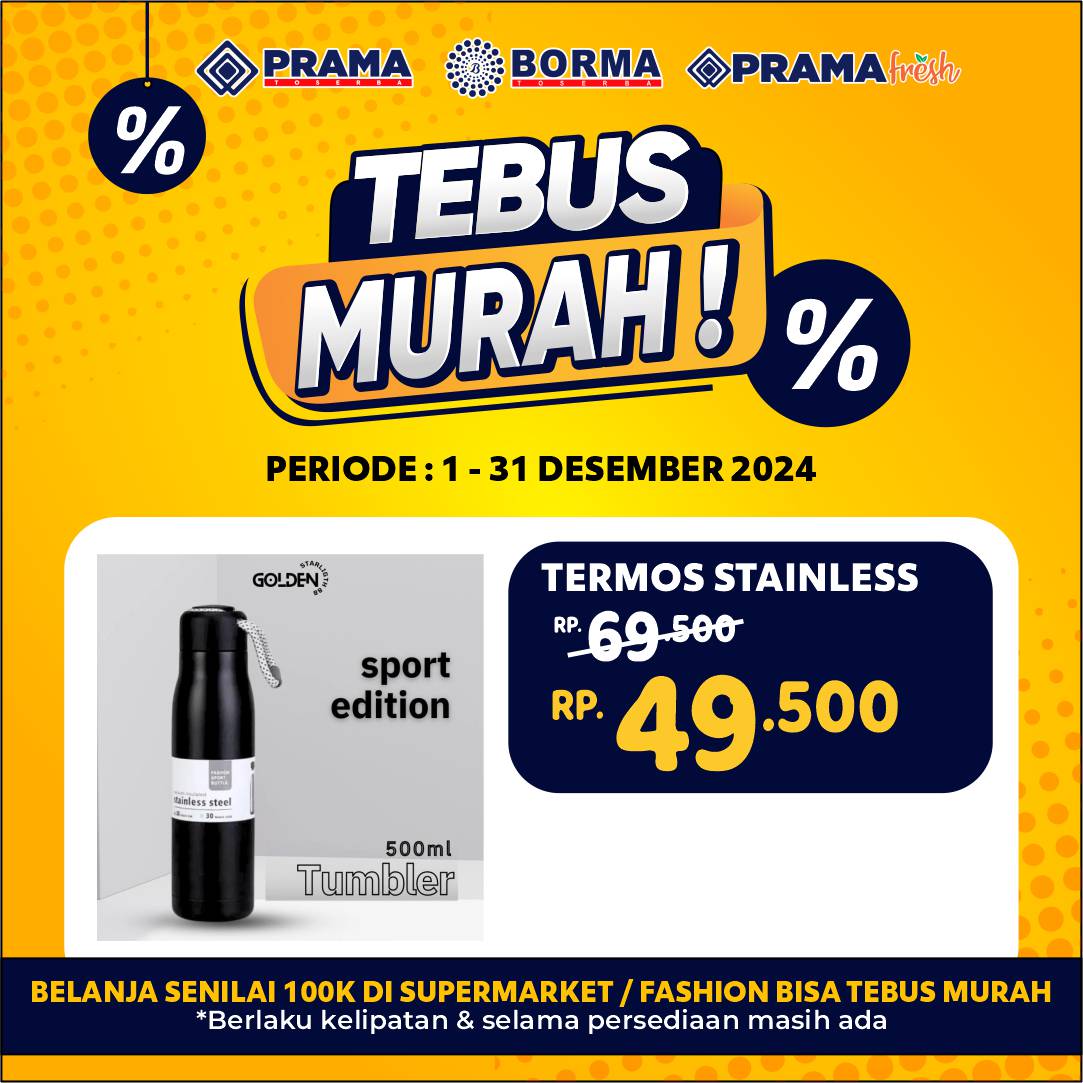 %
PRAMA
TOSERBA
BORMA
TOSERBA
PRAMA fresh
TEBUS
MURAH !
%
PERIODE : 1 - 31 DESEMBER 2024
GOLDEN STARLIGTH 88
sport
edition
FASHION
SPORT
BOTTLE
stainless steel
500ml
Tumbler
TERMOS STAINLESS
RP. 69.500
RP. 49.500
BELANJA SENILAI 100K DI SUPERMARKET / FASHION BISA TEBUS MURAH
*Berlaku kelipatan & selama persediaan masih ada